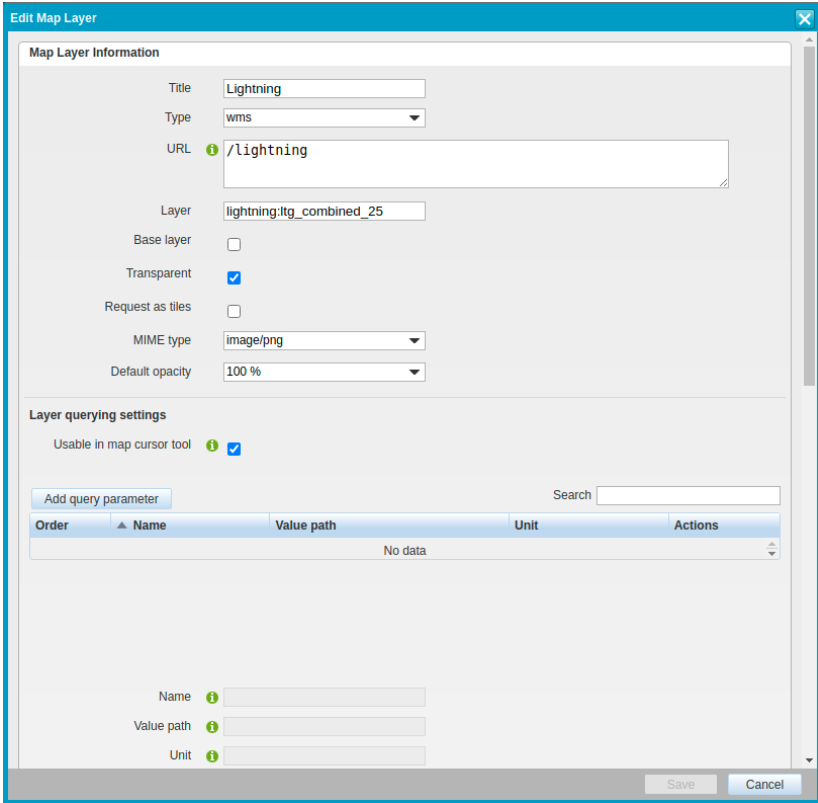 Edit Map Layer
Map Layer Information
Title Lightning
Type wms
URL /lightning
Layer lightning:ltg_combined_25
Base layer
Transparent
Request as tiles
MIME type image/png
Default opacity 100 %
Layer querying settings
Usable in map cursor tool
Add query parameter Search
Order Name Value path Unit Actions
No data
Name
Value path
Unit
Save Cancel